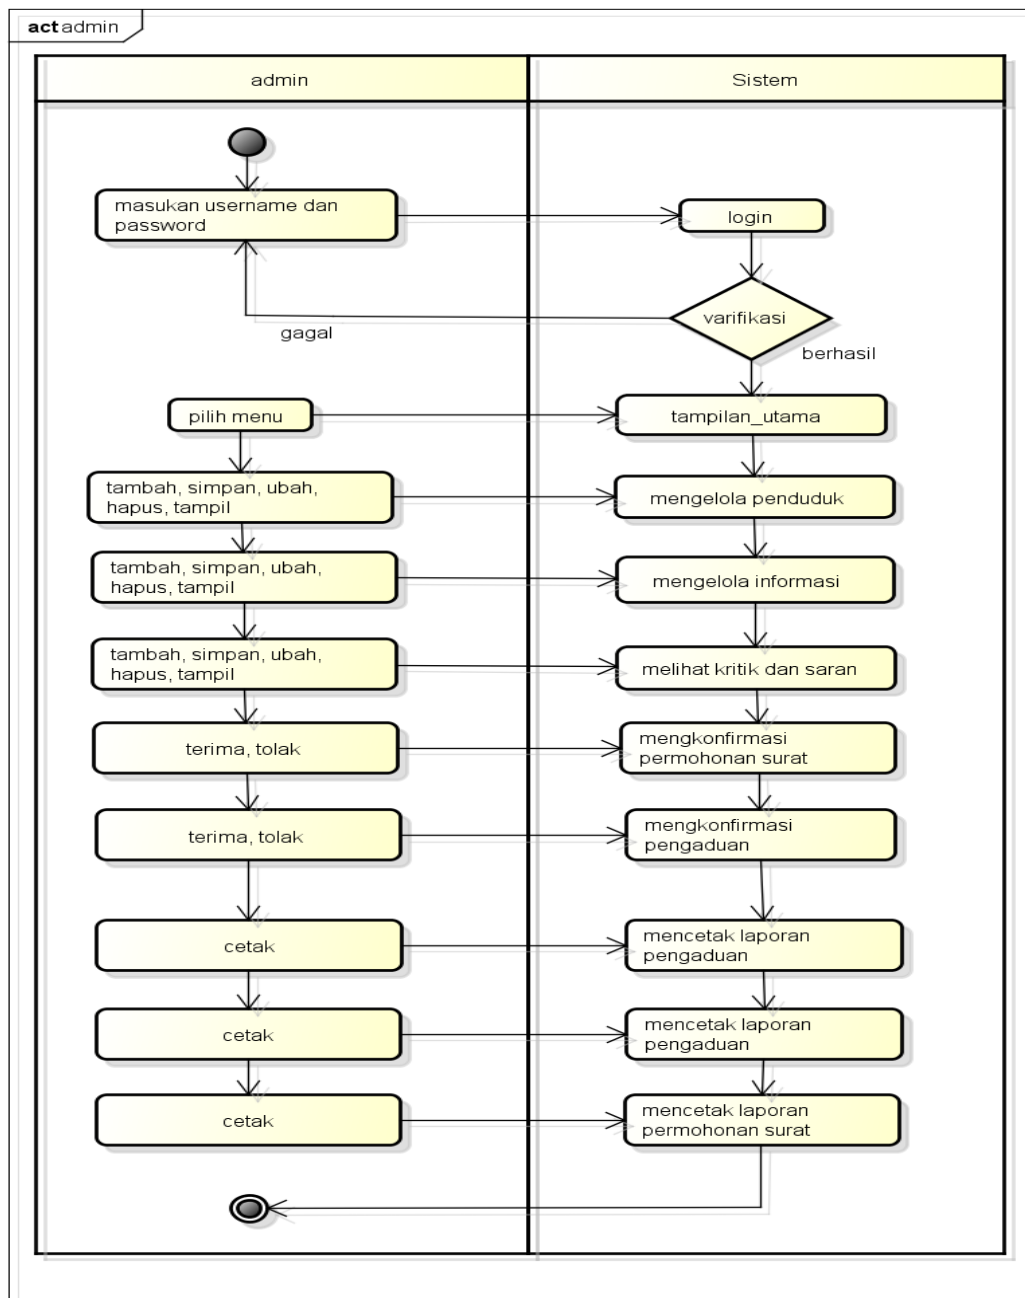 act admin
admin
Sistem
masukan username dan
password
login
varifikasi
gagal
berhasil
pilih menu
tampilan_utama
tambah, simpan, ubah,
hapus, tampil
mengelola penduduk
tambah, simpan, ubah,
hapus, tampil
mengelola informasi
tambah, simpan, ubah,
hapus, tampil
melihat kritik dan saran
terima, tolak
mengkonfirmasi
permohonan surat
terima, tolak
mengkonfirmasi
pengaduan
cetak
mencetak laporan
pengaduan
cetak
mencetak laporan
pengaduan
cetak
mencetak laporan
permohonan surat